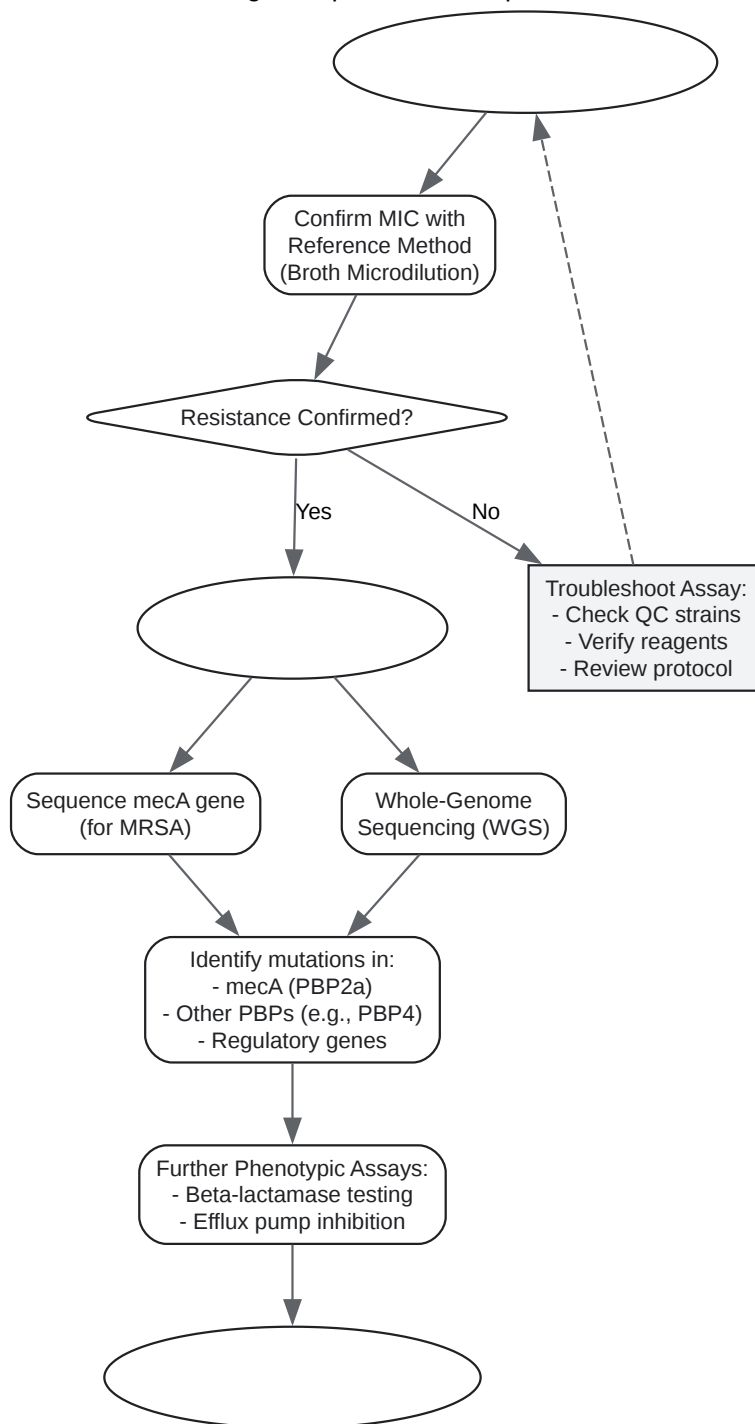 Confirm MIC with
Reference Method
(Broth Microdilution)
Resistance Confirmed?
Yes
No
Troubleshoot Assay:
- Check QC strains
- Verify reagents
- Review protocol
Sequence mecA gene
(for MRSA)
Whole-Genome
Sequencing (WGS)
Identify mutations in:
- mecA (PBP2a)
- Other PBPs (e.g., PBP4)
- Regulatory genes
Further Phenotypic Assays:
- Beta-lactamase testing
- Efflux pump inhibition